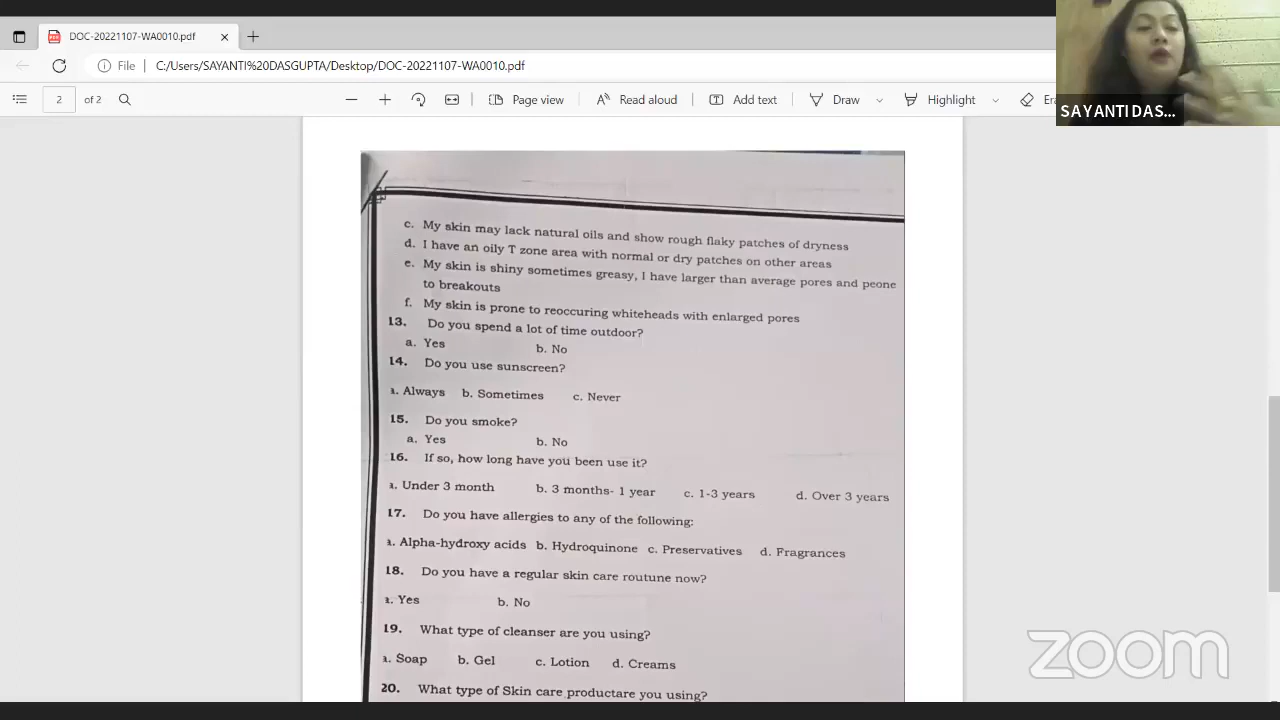 DOC-20221107-WA0010.pdf
File C:/Users/SAYANTI%20DASGUPTA/Desktop/DOC-20221107-WA0010.pdf
2 of 2 Page view Read aloud Add text Draw Highlight
SAYANTI DAS...
c. My skin may lack natural oils and show rough flaky patches of dryness
d. I have an oily T zone area with normal or dry patches on other areas
e. My skin is shiny sometimes greasy, I have larger than average pores and peone
to breakouts
f. My skin is prone to reoccuring whiteheads with enlarged pores
13. Do you spend a lot of time outdoor?
a. Yes b. No
14. Do you use sunscreen?
a. Always b. Sometimes c. Never
15. Do you smoke?
a. Yes b. No
16. If so, how long have you been use it?
a. Under 3 month b. 3 months- 1 year c. 1-3 years d. Over 3 years
17. Do you have allergies to any of the following:
a. Alpha-hydroxy acids b. Hydroquinone c. Preservatives d. Fragrances
18. Do you have a regular skin care routune now?
a. Yes b. No
19. What type of cleanser are you using?
a. Soap b. Gel c. Lotion d. Creams
20. What type of Skin care productare you using?
zoom